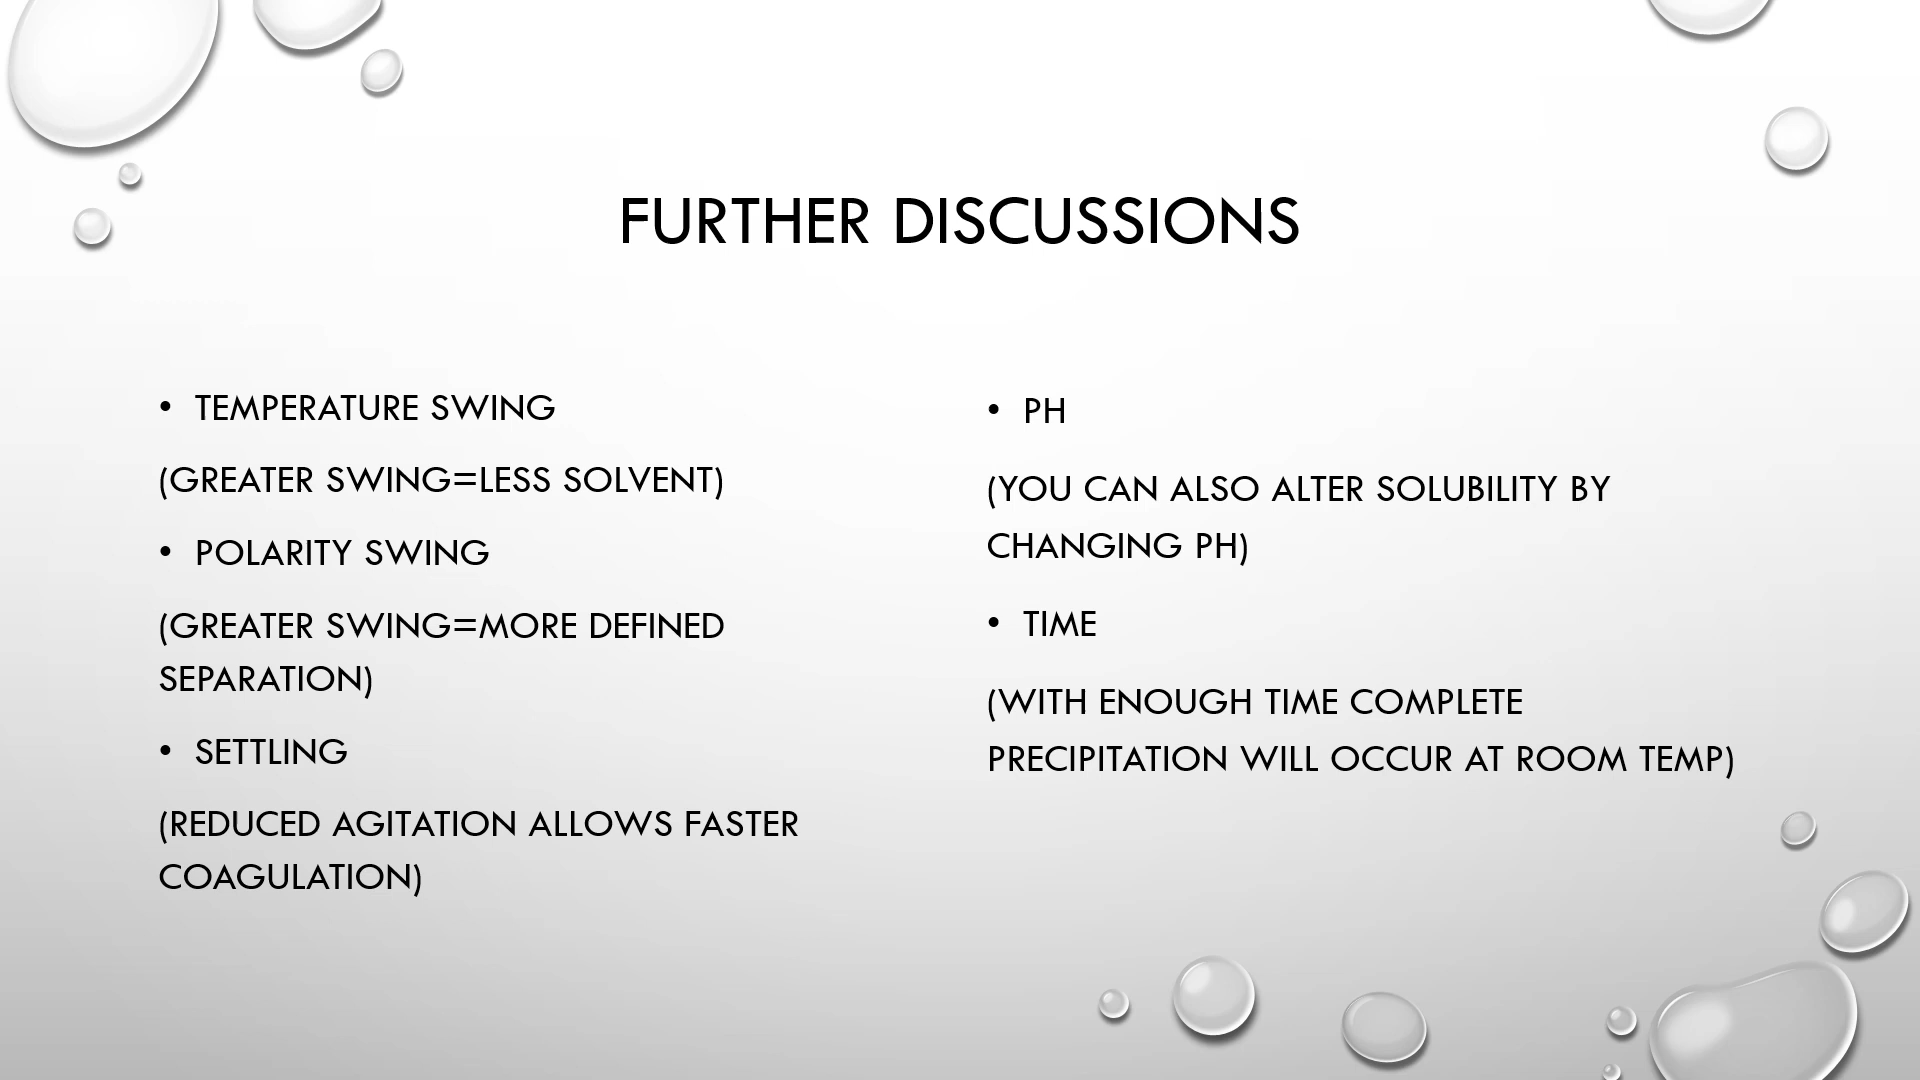 FURTHER DISCUSSIONS
• TEMPERATURE SWING
(GREATER SWING=LESS SOLVENT)
• POLARITY SWING
(GREATER SWING=MORE DEFINED
SEPARATION)
• SETTLING
(REDUCED AGITATION ALLOWS FASTER
COAGULATION)
• PH
(YOU CAN ALSO ALTER SOLUBILITY BY
CHANGING PH)
• TIME
(WITH ENOUGH TIME COMPLETE
PRECIPITATION WILL OCCUR AT ROOM TEMP)